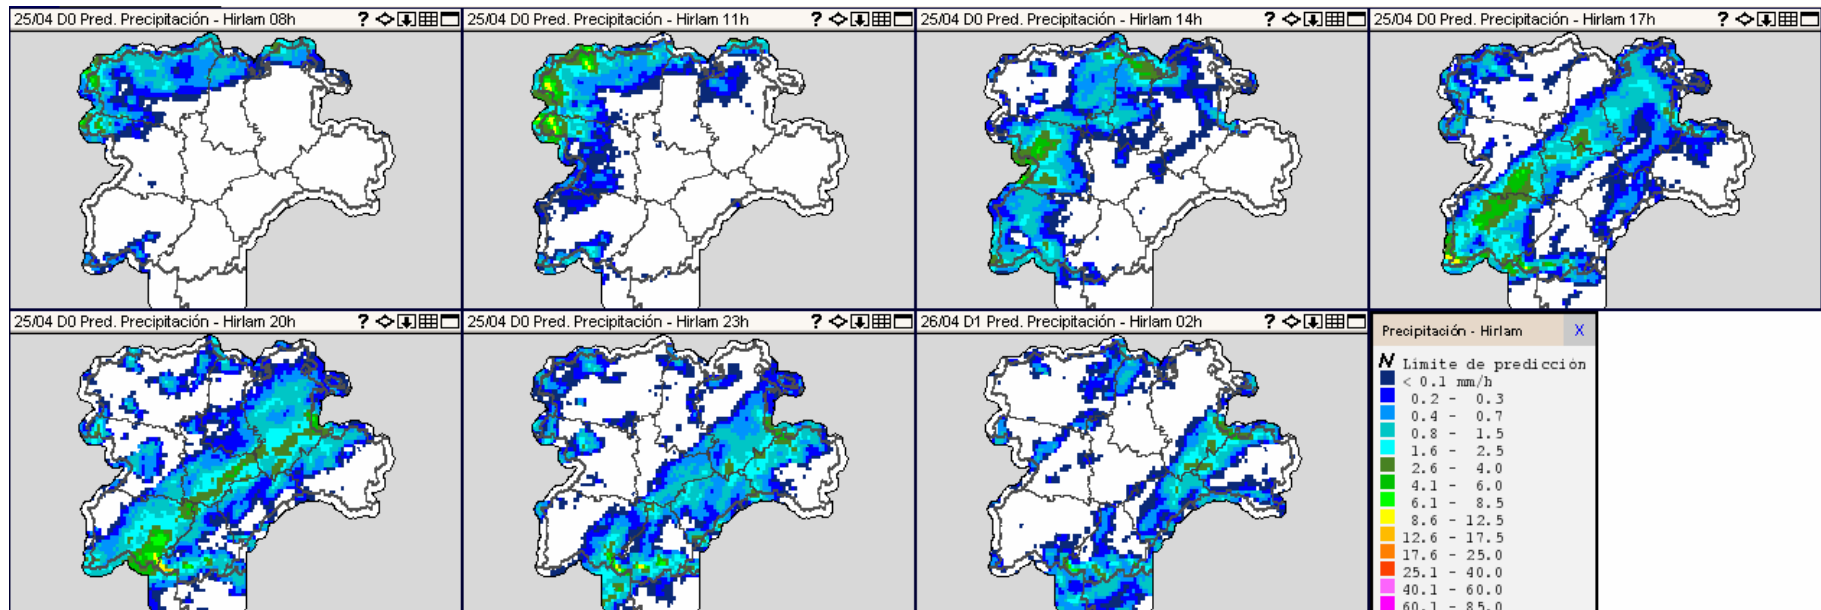 25/04 D0 Pred. Precipitación - Hirlam 08h ?
25/04 D0 Pred. Precipitación - Hirlam 11h ?
25/04 D0 Pred. Precipitación - Hirlam 14h ?
25/04 D0 Pred. Precipitación - Hirlam 17h ?
25/04 D0 Pred. Precipitación - Hirlam 20h ?
25/04 D0 Pred. Precipitación - Hirlam 23h ?
26/04 D1 Pred. Precipitación - Hirlam 02h ?
Precipitación - Hirlam X
Límite de predicción
< 0.1 mm/h
0.2 - 0.3
0.4 - 0.7
0.8 - 1.5
1.6 - 2.5
2.6 - 4.0
4.1 - 6.0
6.1 - 8.5
8.6 - 12.5
12.6 - 17.5
17.6 - 25.0
25.1 - 40.0
40.1 - 60.0
60.1 - 85.0